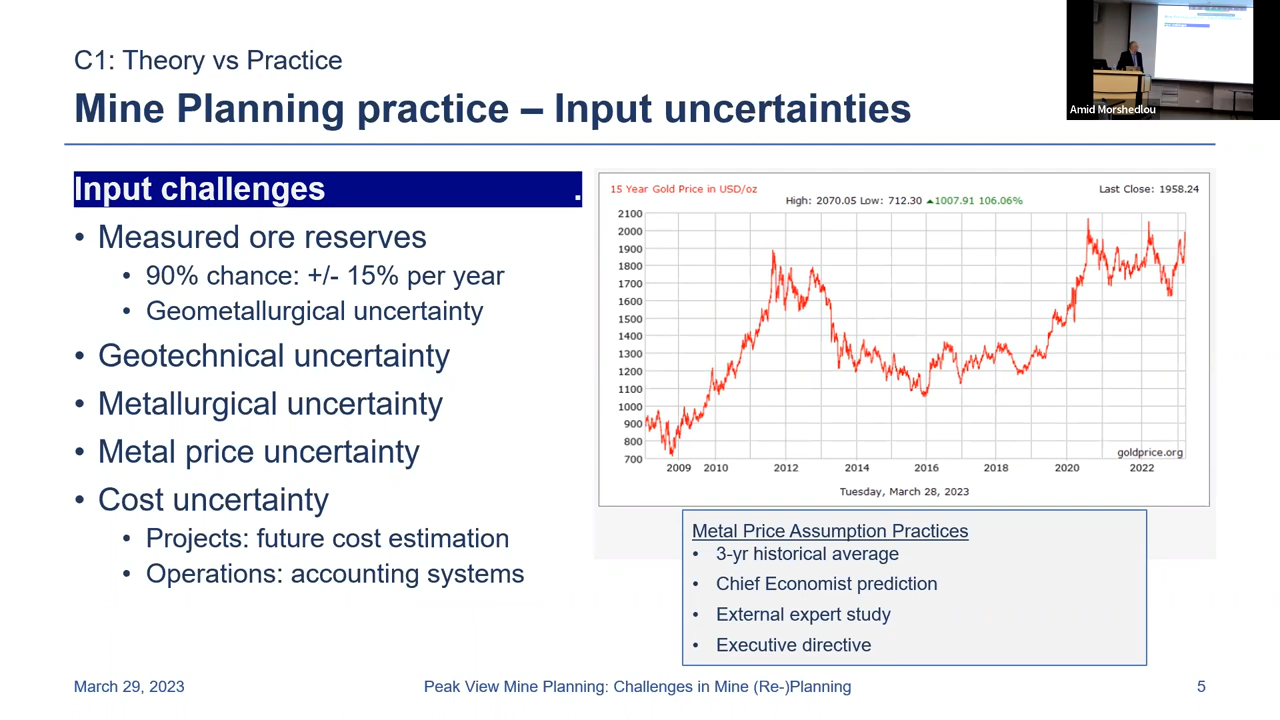 C1: Theory vs Practice
Mine Planning practice – Input uncertainties
Amid Morshedlou
Input challenges .
• Measured ore reserves
• 90% chance: +/- 15% per year
• Geometallurgical uncertainty
• Geotechnical uncertainty
• Metallurgical uncertainty
• Metal price uncertainty
• Cost uncertainty
• Projects: future cost estimation
• Operations: accounting systems
15 Year Gold Price in USD/oz
Last Close: 1958.24
High: 2070.05 Low: 712.30 ▲1007.91 106.06%
2100
2000
1900
1800
1700
1600
1500
1400
1300
1200
1100
1000
900
800
700
goldprice.org
2009 2010 2012 2014 2016 2018 2020 2022
Tuesday, March 28, 2023
Metal Price Assumption Practices
• 3-yr historical average
• Chief Economist prediction
• External expert study
• Executive directive
March 29, 2023
Peak View Mine Planning: Challenges in Mine (Re-)Planning
5